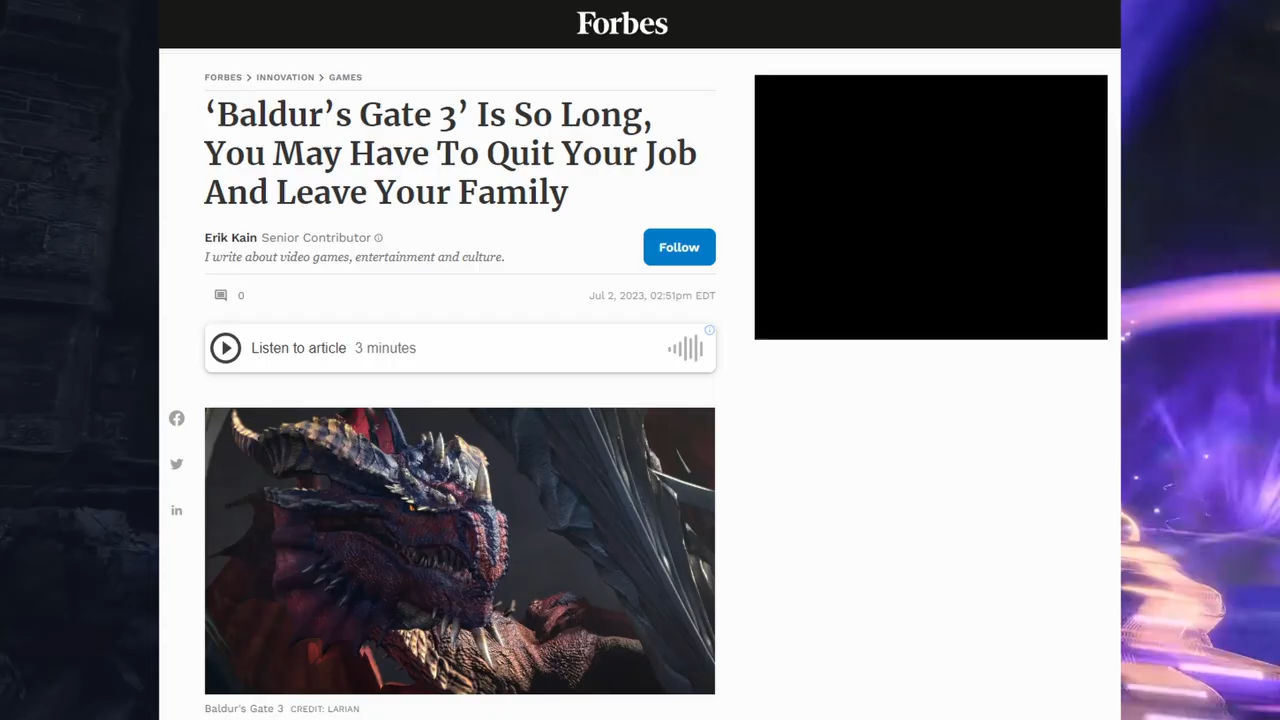 Forbes
FORBES > INNOVATION > GAMES
‘Baldur’s Gate 3’ Is So Long,
You May Have To Quit Your Job
And Leave Your Family
Erik Kain Senior Contributor
I write about video games, entertainment and culture.
Follow
0
Jul 2, 2023, 02:51pm EDT
Listen to article 3 minutes
Baldur's Gate 3 CREDIT: LARIAN